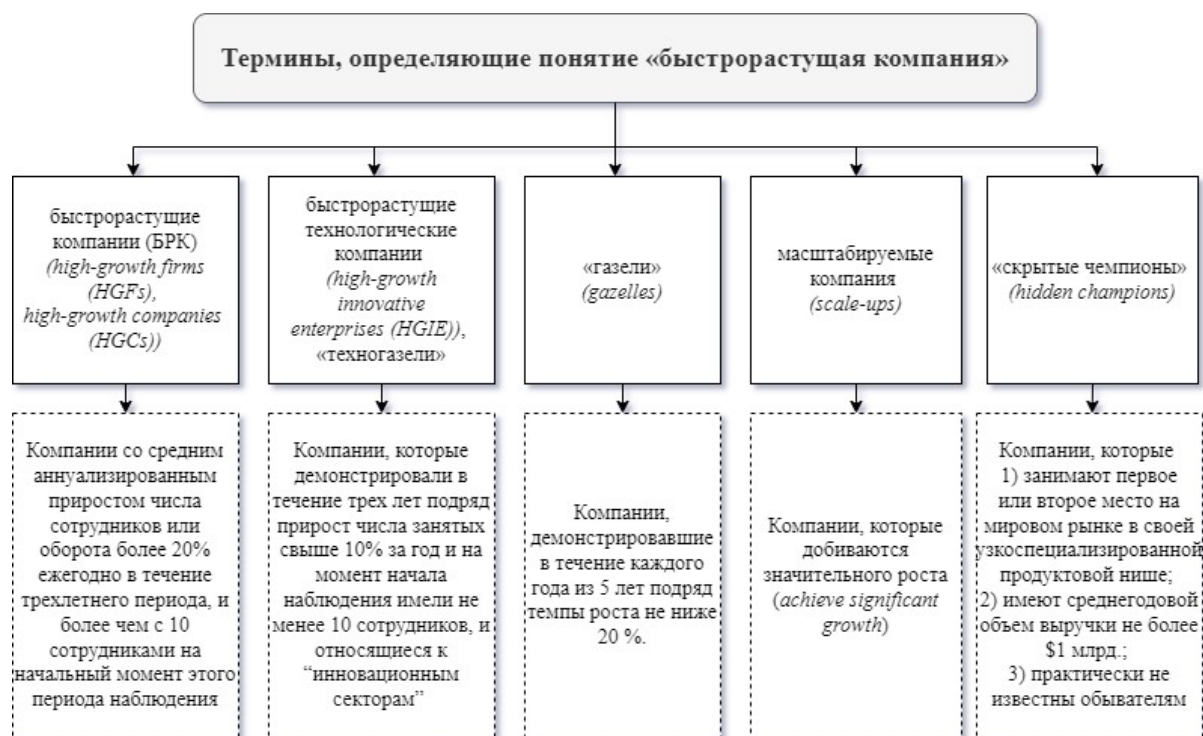 Термины, определяющие понятие «быстрорастущая компания»
быстрорастущие
компании (БРК)
(high-growth firms
(HGFs),
high-growth companies
(HGCs))
быстрорастущие
технологические
компании
(high-growth
innovative
enterprises (HGIE)),
«техногазели»
«газели»
(gazelles)
масштабируемые
компания
(scale-ups)
«скрытые чемпионы»
(hidden champions)
Компании со средним
аннуализированным
приростом числа
сотрудников или
оборота более 20%
ежегодно в течение
трехлетнего периода, и
более чем с 10
сотрудниками на
начальный момент этого
периода наблюдения
Компании, которые
демонстрировали в
течение трех лет подряд
прирост числа занятых
свыше 10% за год и на
момент начала
наблюдения имели не
менее 10 сотрудников, и
относящиеся к
“инновационным
секторам”
Компании,
демонстрировавшие
в течение каждого
года из 5 лет подряд
темпы роста не ниже
20 %.
Компании, которые
добиваются
значительного роста
(achieve significant
growth)
Компании, которые
1) занимают первое
или второе место на
мировом рынке в своей
узкоспециализированной
продуктовой нише;
2) имеют среднегодовой
объем выручки не более
$1 млрд.;
3) практически не
известны обывателям